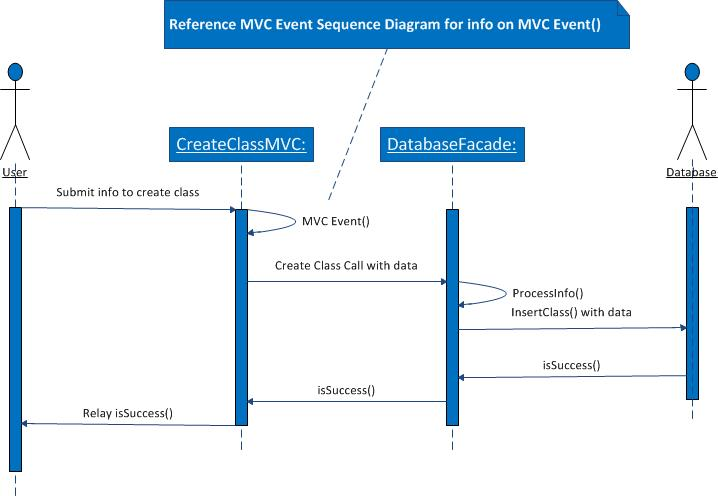 Reference MVC Event Sequence Diagram for info on MVC Event()
CreateClassMVC:
DatabaseFacade:
User
Database
Submit info to create class
MVC Event()
Create Class Call with data
ProcessInfo()
InsertClass() with data
isSuccess()
isSuccess()
Relay isSuccess()